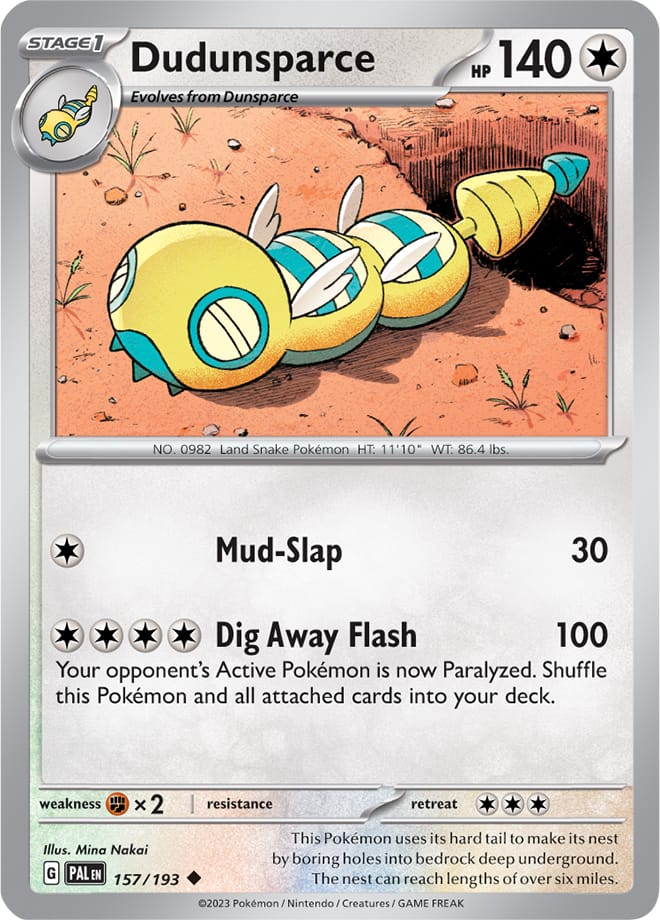 STAGE 1
Dudunsparce
HP 140
Evolves from Dunsparce
NO. 0982 Land Snake Pokémon HT: 11'10" WT: 86.4 lbs.
Mud-Slap 30
Dig Away Flash 100
Your opponent's Active Pokémon is now Paralyzed. Shuffle
this Pokémon and all attached cards into your deck.
weakness ×2 resistance retreat
This Pokémon uses its hard tail to make its nest
by boring holes into bedrock deep underground.
The nest can reach lengths of over six miles.
Illus. Mina Nakai
G PAL EN 157/193
©2023 Pokémon / Nintendo / Creatures / GAME FREAK